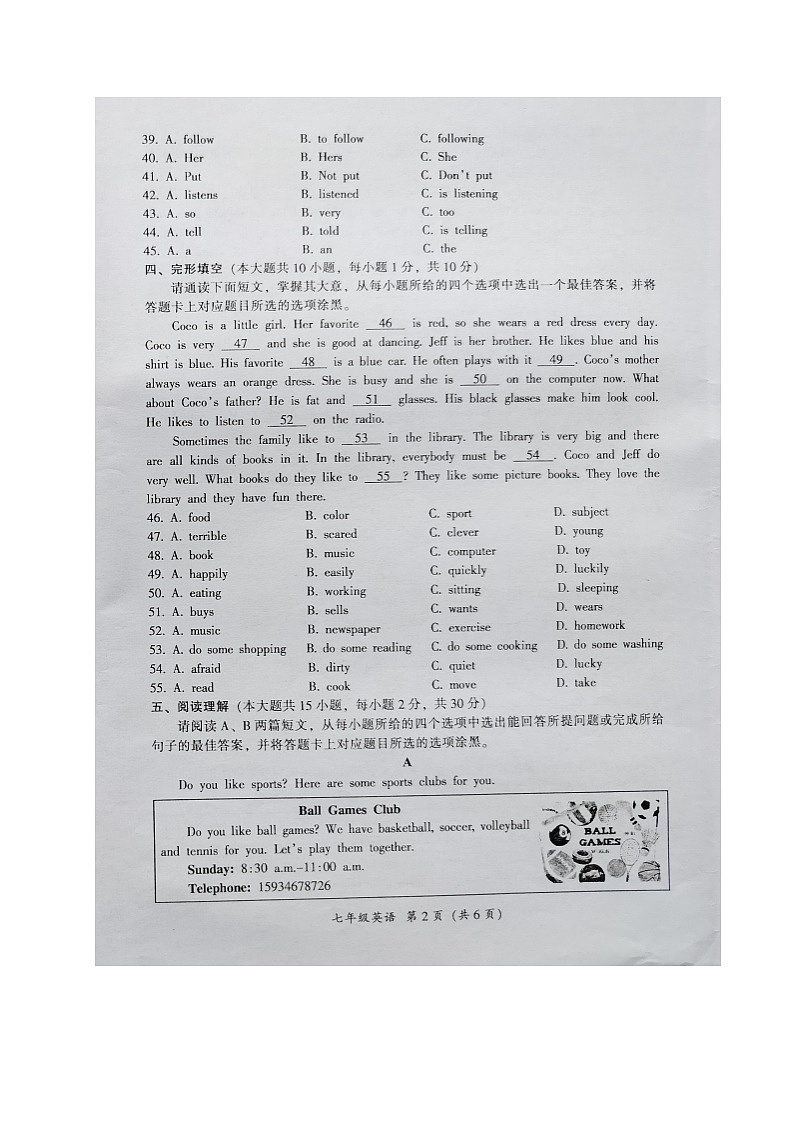 39. A. follow B. to follow C. following
40. A. Her B. Hers C. She
41. A. Put B. Not put C. Don't put
42. A. listens B. listened C. is listening
43. A. so B. very C. too
44. A. tell B. told C. is telling
45. A. a B. an C. the
四、完形填空（本大题共 10 小题，每小题 1 分，共 10 分）
请通读下面短文，掌握其大意，从每小题所给的四个选项中选出一个最佳答案，并将
答题卡上对应题目所选的选项涂黑。
Coco is a little girl. Her favorite 46 is red, so she wears a red dress every day.
Coco is very 47 and she is good at dancing. Jeff is her brother. He likes blue and his
shirt is blue. His favorite 48 is a blue car. He often plays with it 49 . Coco's mother
always wears an orange dress. She is busy and she is 50 on the computer now. What
about Coco's father? He is fat and 51 glasses. His black glasses make him look cool.
He likes to listen to 52 on the radio.
Sometimes the family like to 53 in the library. The library is very big and there
are all kinds of books in it. In the library, everybody must be 54 . Coco and Jeff do
very well. What books do they like to 55 ? They like some picture books. They love the
library and they have fun there.
46. A. food B. color C. sport D. subject
47. A. terrible B. scared C. clever D. young
48. A. book B. music C. computer D. toy
49. A. happily B. easily C. quickly D. luckily
50. A. eating B. working C. sitting D. sleeping
51. A. buys B. sells C. wants D. wears
52. A. music B. newspaper C. exercise D. homework
53. A. do some shopping B. do some reading C. do some cooking D. do some washing
54. A. afraid B. dirty C. quiet D. lucky
55. A. read B. cook C. move D. take
五、阅读理解（本大题共 15 小题，每小题 2 分，共 30 分）
请阅读 A、B 两篇短文，从每小题所给的四个选项中选出能回答所提问题或完成所给
句子的最佳答案，并将答题卡上对应题目所选的选项涂黑。
A
Do you like sports? Here are some sports clubs for you.
Ball Games Club
Do you like ball games? We have basketball, soccer, volleyball
and tennis for you. Let's play them together.
Sunday: 8:30 a.m.–11:00 a.m.
Telephone: 15934678726
BALL
GAMES
七年级英语 第 2 页（共 6 页）